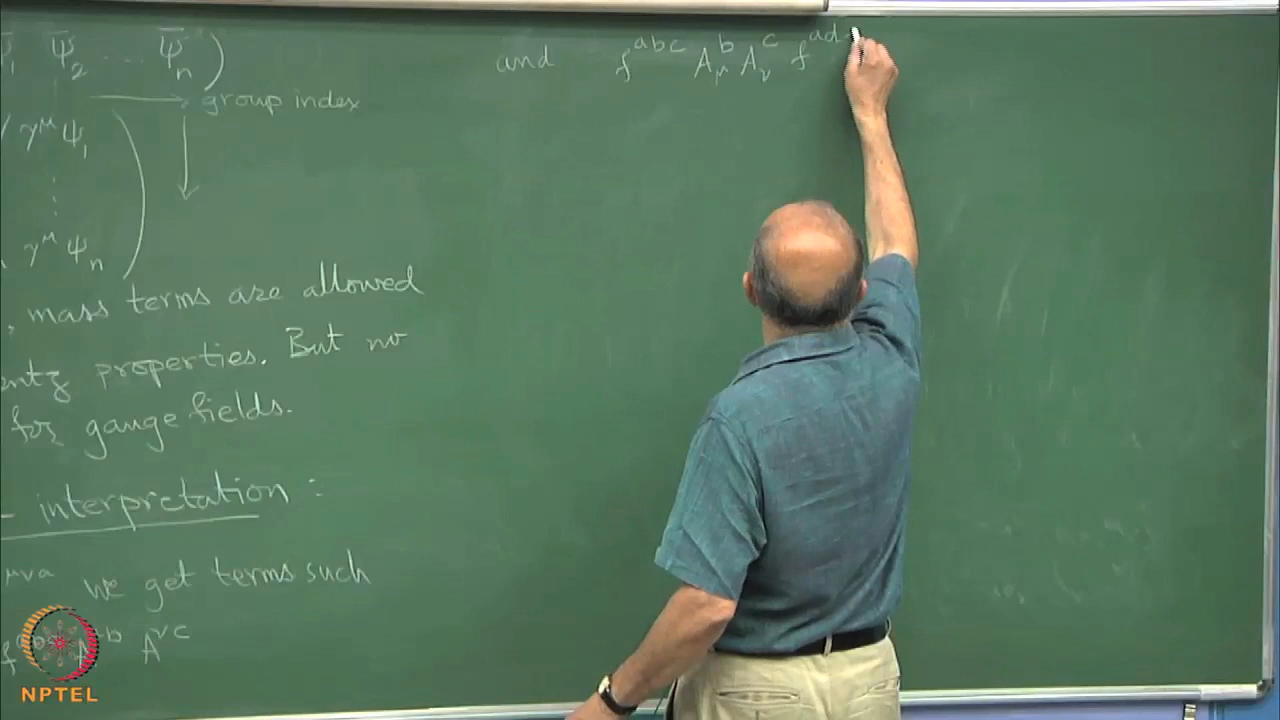 ψ̄₁ ψ̄₂ ... ψ̄ₙ )
→ group index
γ^μ ψ₁
⋮
γ^μ ψₙ )
, mass terms are allowed
entz properties. But no
for gauge fields.
- interpretation :
μνa we get terms such
A^{νc}
and f^{abc} A_μ^b A_ν^c f^{ad
NPTEL